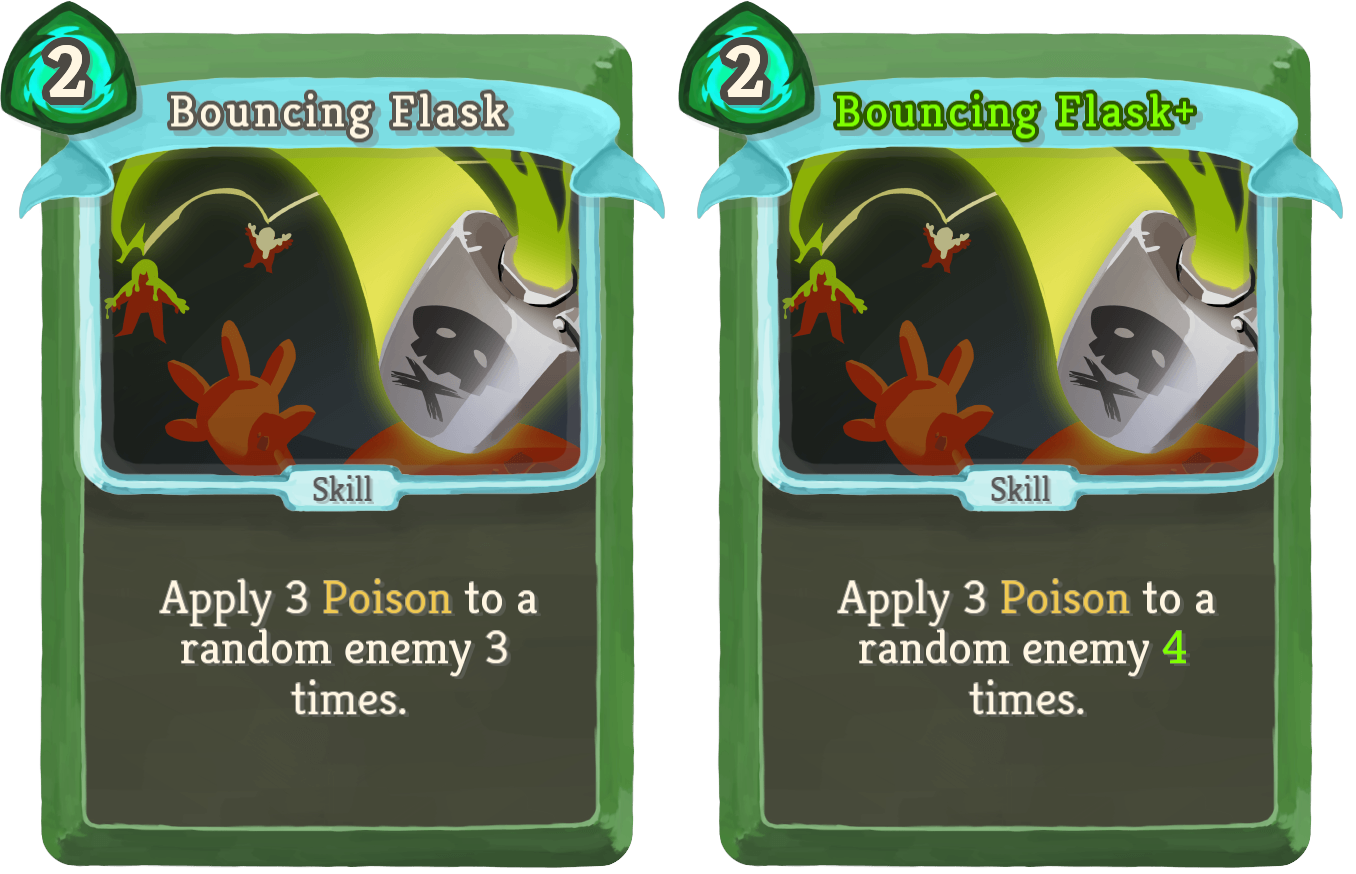 2
Bouncing Flask
Skill
Apply 3 Poison to a
random enemy 3
times.
2
Bouncing Flask+
Skill
Apply 3 Poison to a
random enemy 4
times.